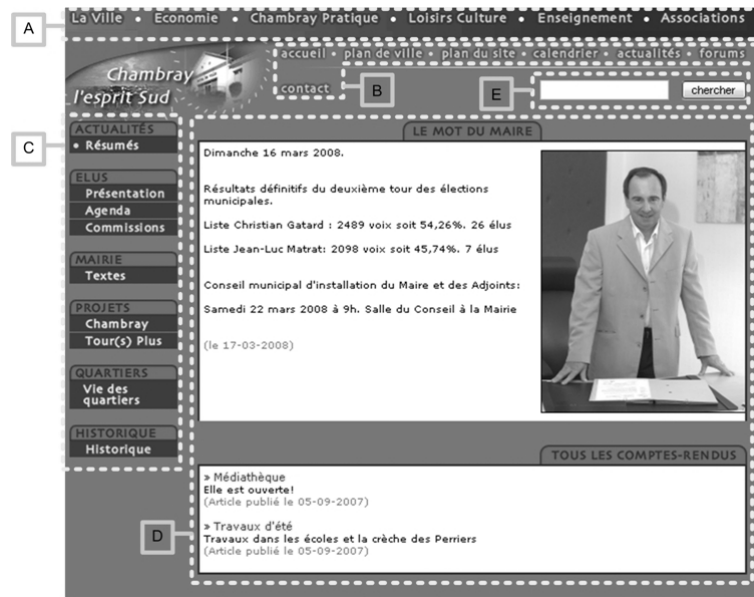 La Ville • Economie • Chambray Pratique • Loisirs Culture • Enseignement • Associations
A
accueil • plan de ville • plan du site • calendrier • actualités • forums
Chambray
l'esprit Sud
contact
B
E
chercher
C
ACTUALITÉS
• Résumés
ELUS
Présentation
Agenda
Commissions
MAIRIE
Textes
PROJETS
Chambray
Tour(s) Plus
QUARTIERS
Vie des
quartiers
HISTORIQUE
Historique
LE MOT DU MAIRE
Dimanche 16 mars 2008.
Résultats définitifs du deuxième tour des élections
municipales.
Liste Christian Gatard : 2489 voix soit 54,26%. 26 élus
Liste Jean-Luc Matrat: 2098 voix soit 45,74%. 7 élus
Conseil municipal d'installation du Maire et des Adjoints:
Samedi 22 mars 2008 à 9h. Salle du Conseil à la Mairie
(le 17-03-2008)
TOUS LES COMPTES-RENDUS
» Médiathèque
Elle est ouverte!
(Article publié le 05-09-2007)
D
» Travaux d'été
Travaux dans les écoles et la crèche des Perriers
(Article publié le 05-09-2007)